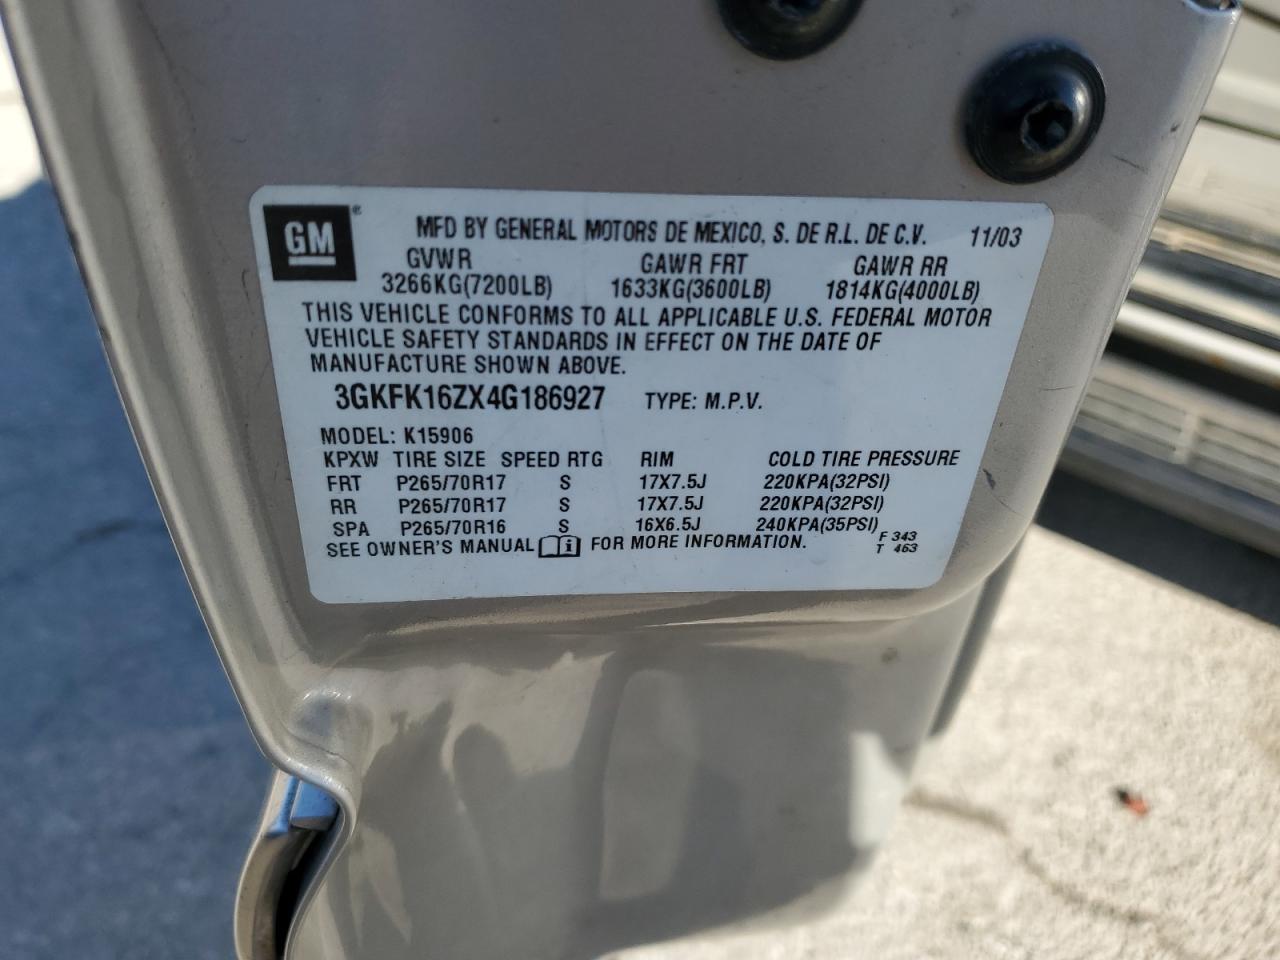 GM ® MFD BY GENERAL MOTORS DE MEXICO, S. DE R.L. DE C.V. 11/03
GVWR GAWR FRT GAWR RR
3266KG(7200LB) 1633KG(3600LB) 1814KG(4000LB)
THIS VEHICLE CONFORMS TO ALL APPLICABLE U.S. FEDERAL MOTOR
VEHICLE SAFETY STANDARDS IN EFFECT ON THE DATE OF
MANUFACTURE SHOWN ABOVE.
3GKFK16ZX4G186927 TYPE: M.P.V.
MODEL: K15906
KPXW TIRE SIZE SPEED RTG RIM COLD TIRE PRESSURE
FRT P265/70R17 S 17X7.5J 220KPA(32PSI)
RR P265/70R17 S 17X7.5J 220KPA(32PSI)
SPA P265/70R16 S 16X6.5J 240KPA(35PSI)
SEE OWNER'S MANUAL i FOR MORE INFORMATION. F 343
T 463